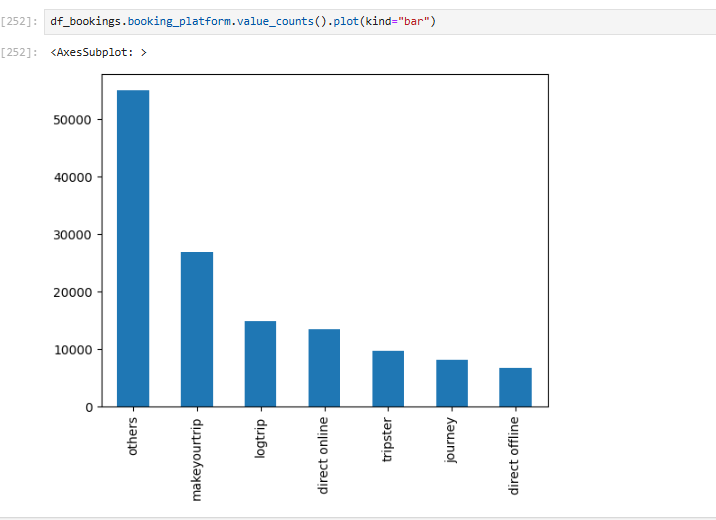 [252]: df_bookings.booking_platform.value_counts().plot(kind="bar")
[252]: <AxesSubplot: >
50000
40000
30000
20000
10000
0
others
makeyourtrip
logtrip
direct online
tripster
journey
direct offline